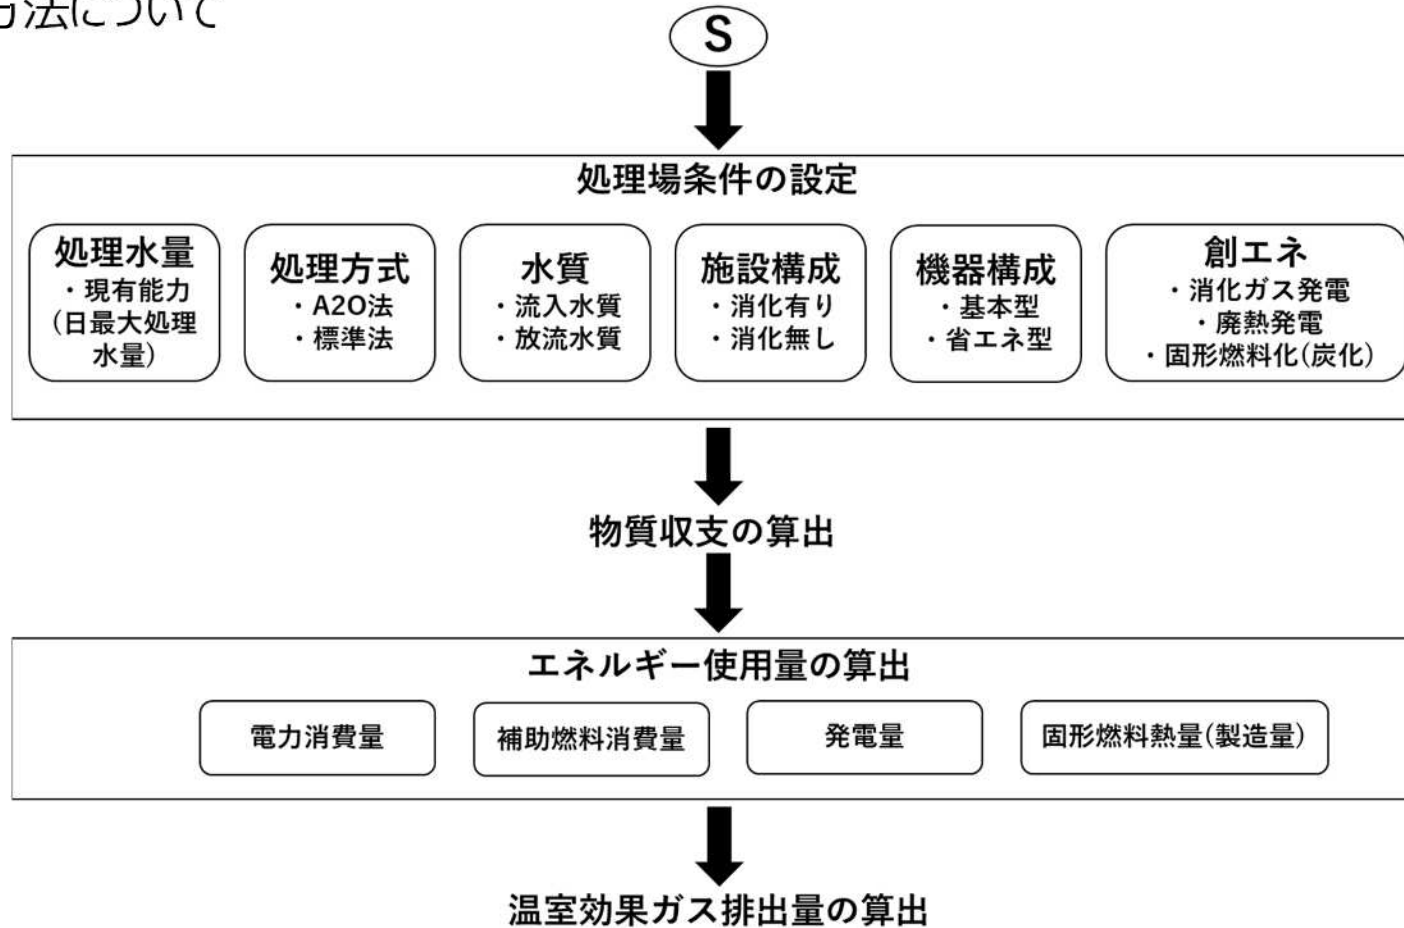 方法について
S
処理場条件の設定
処理水量
・現有能力
(日最大処理
水量)
処理方式
・A2O法
・標準法
水質
・流入水質
・放流水質
施設構成
・消化有り
・消化無し
機器構成
・基本型
・省エネ型
創エネ
・消化ガス発電
・廃熱発電
・固形燃料化(炭化)
物質収支の算出
エネルギー使用量の算出
電力消費量
補助燃料消費量
発電量
固形燃料熱量(製造量)
温室効果ガス排出量の算出